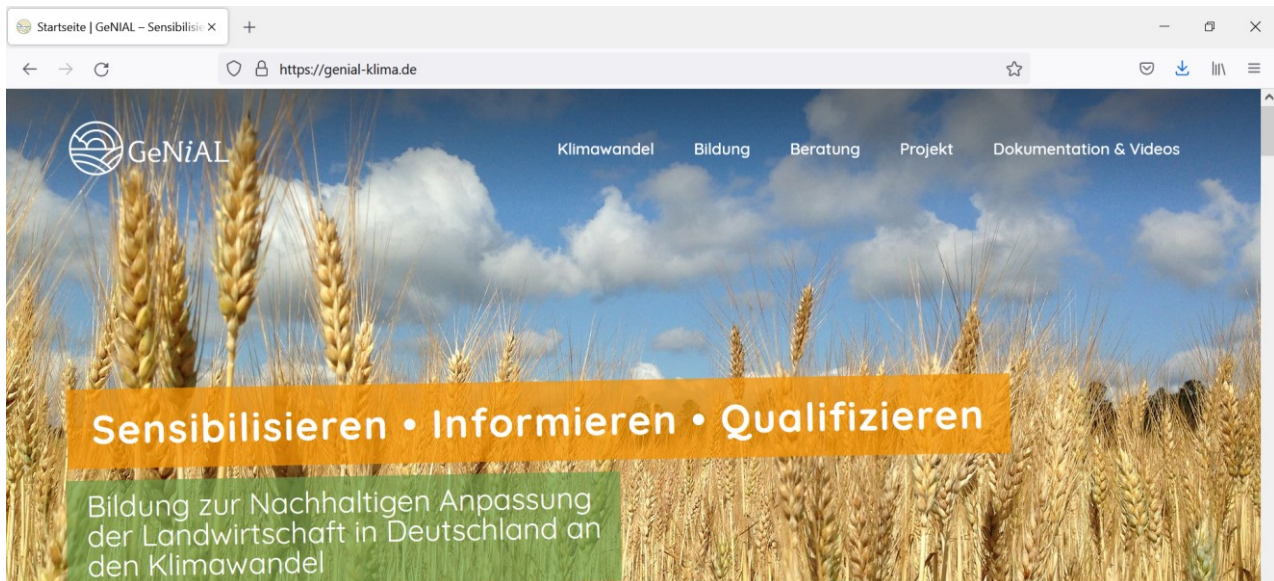 Startseite | GeNIAL – Sensibilisie
https://genial-klima.de
GeNiAL
Klimawandel Bildung Beratung Projekt Dokumentation & Videos
Sensibilisieren • Informieren • Qualifizieren
Bildung zur Nachhaltigen Anpassung
der Landwirtschaft in Deutschland an
den Klimawandel